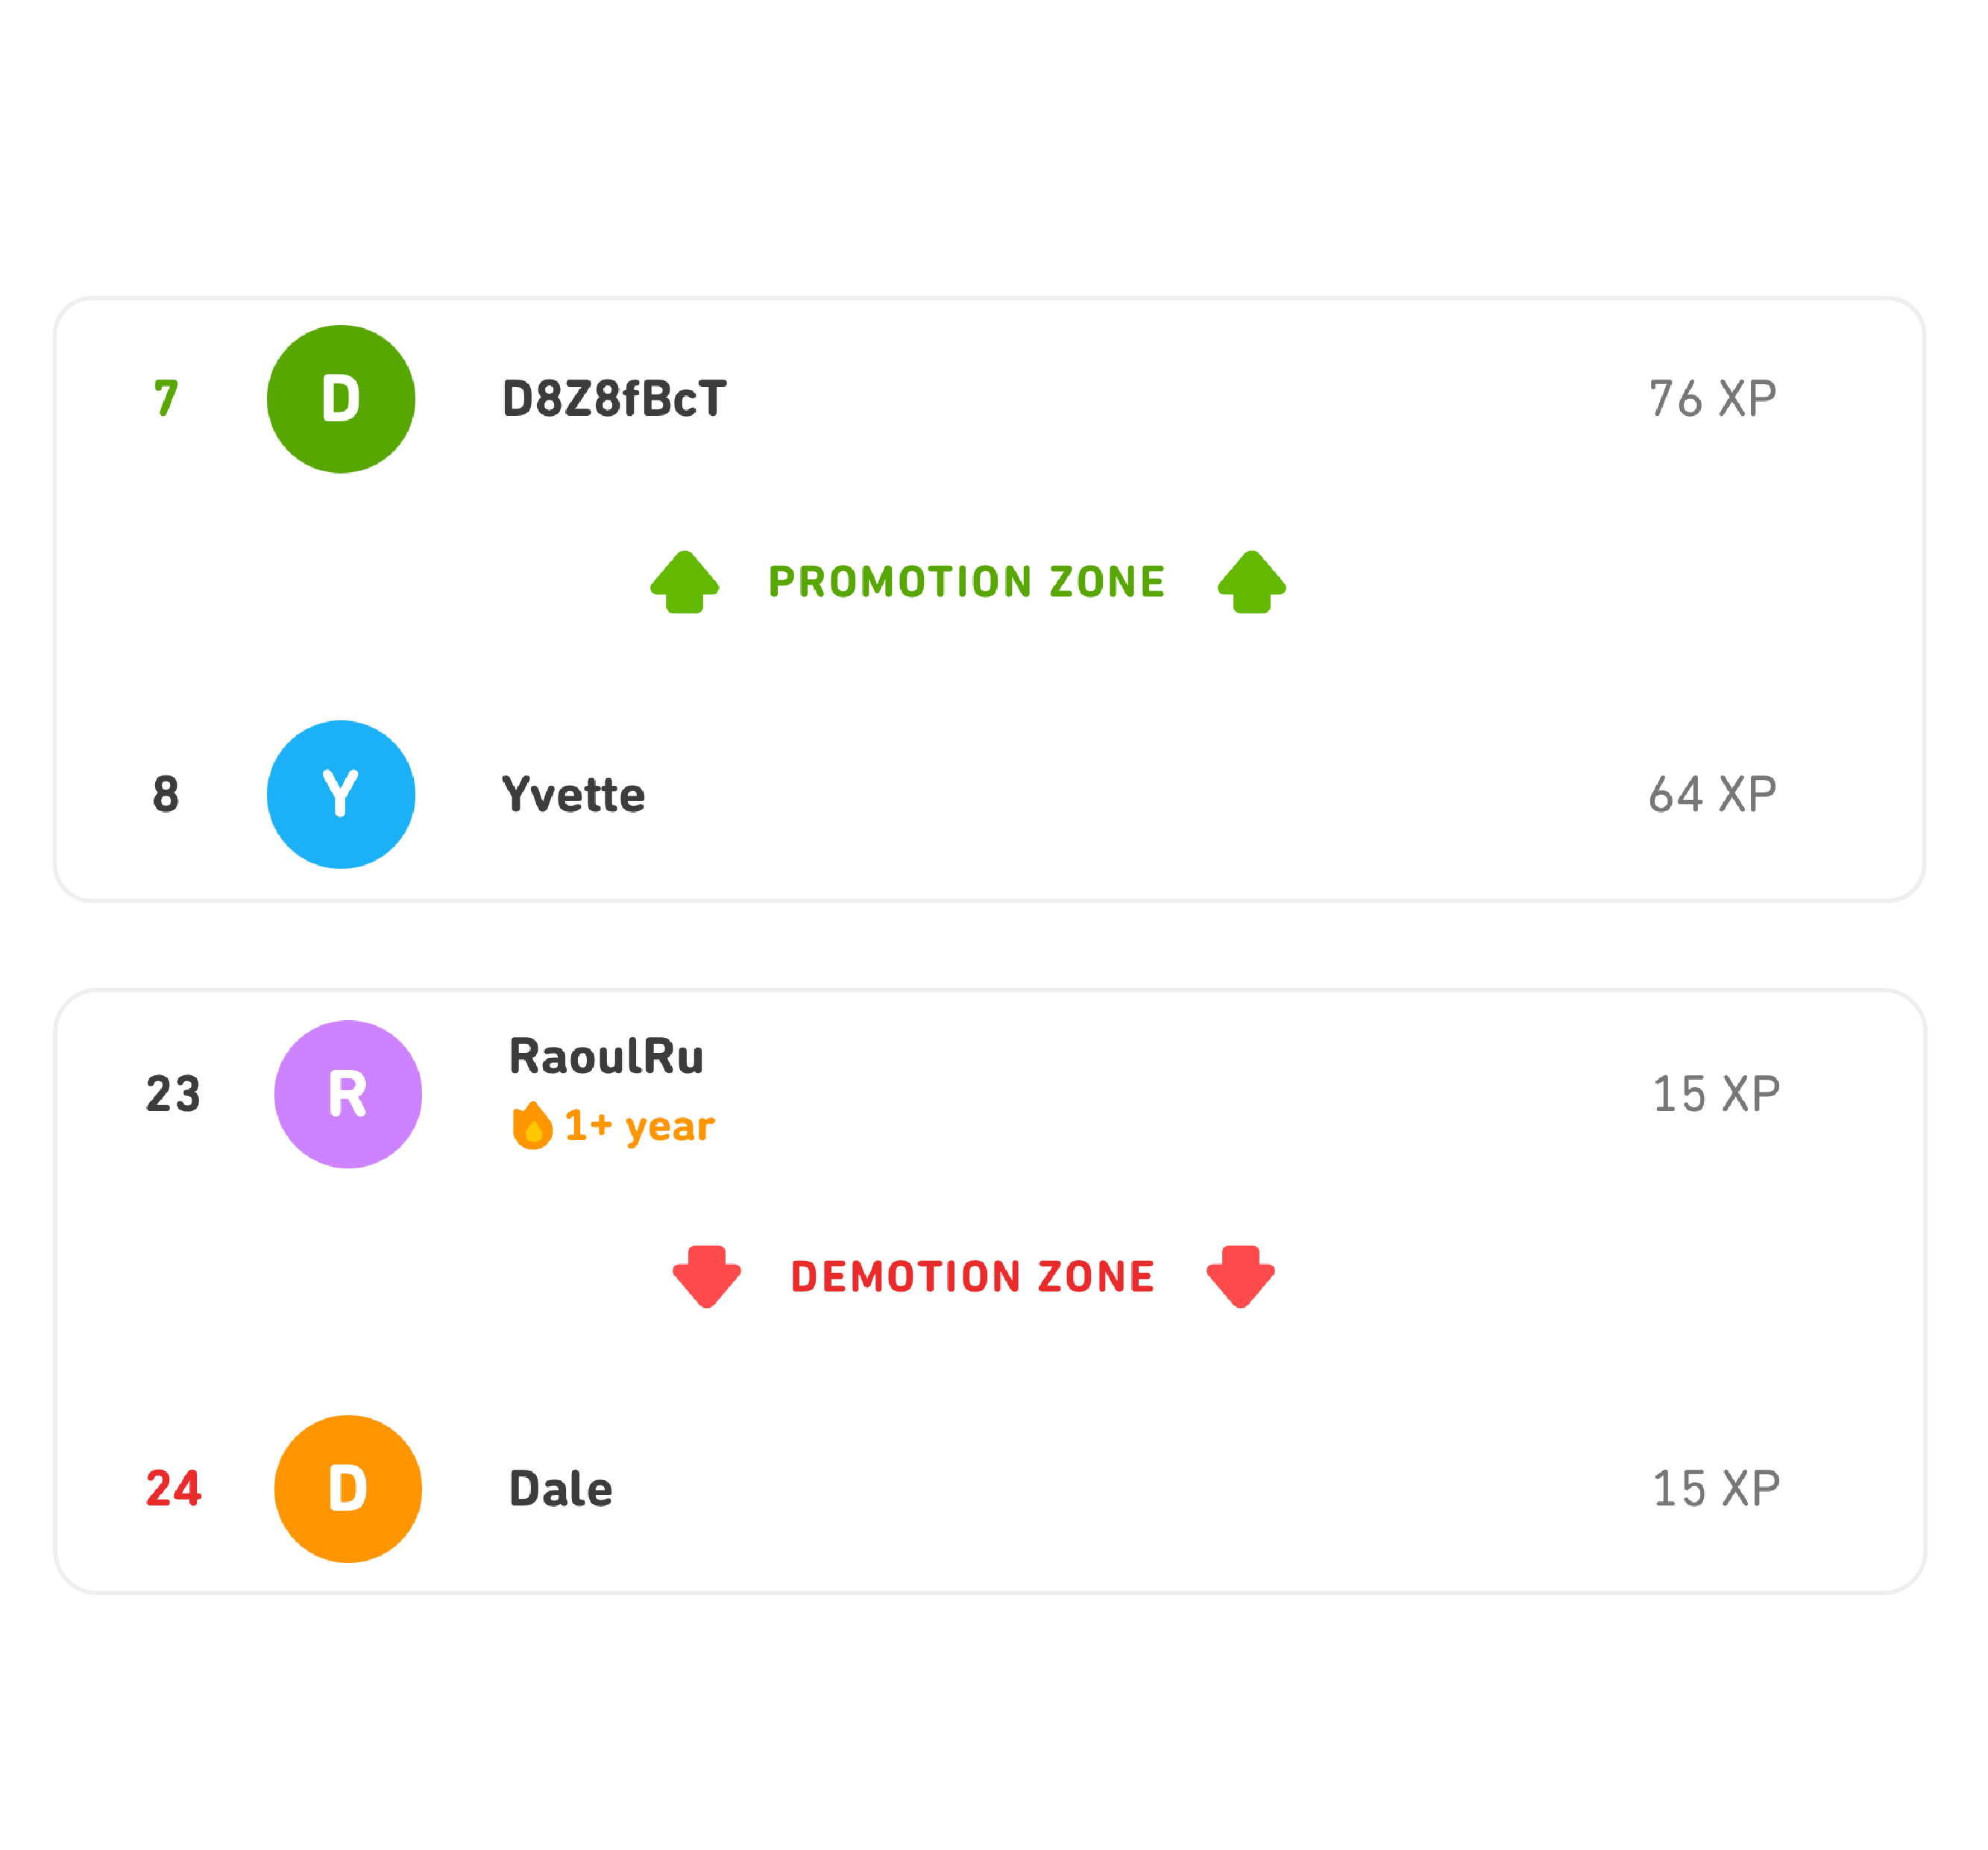 7 D D8Z8fBcT 76 XP
PROMOTION ZONE
8 Y Yvette 64 XP
23 R RaoulRu 15 XP
1+ year
DEMOTION ZONE
24 D Dale 15 XP